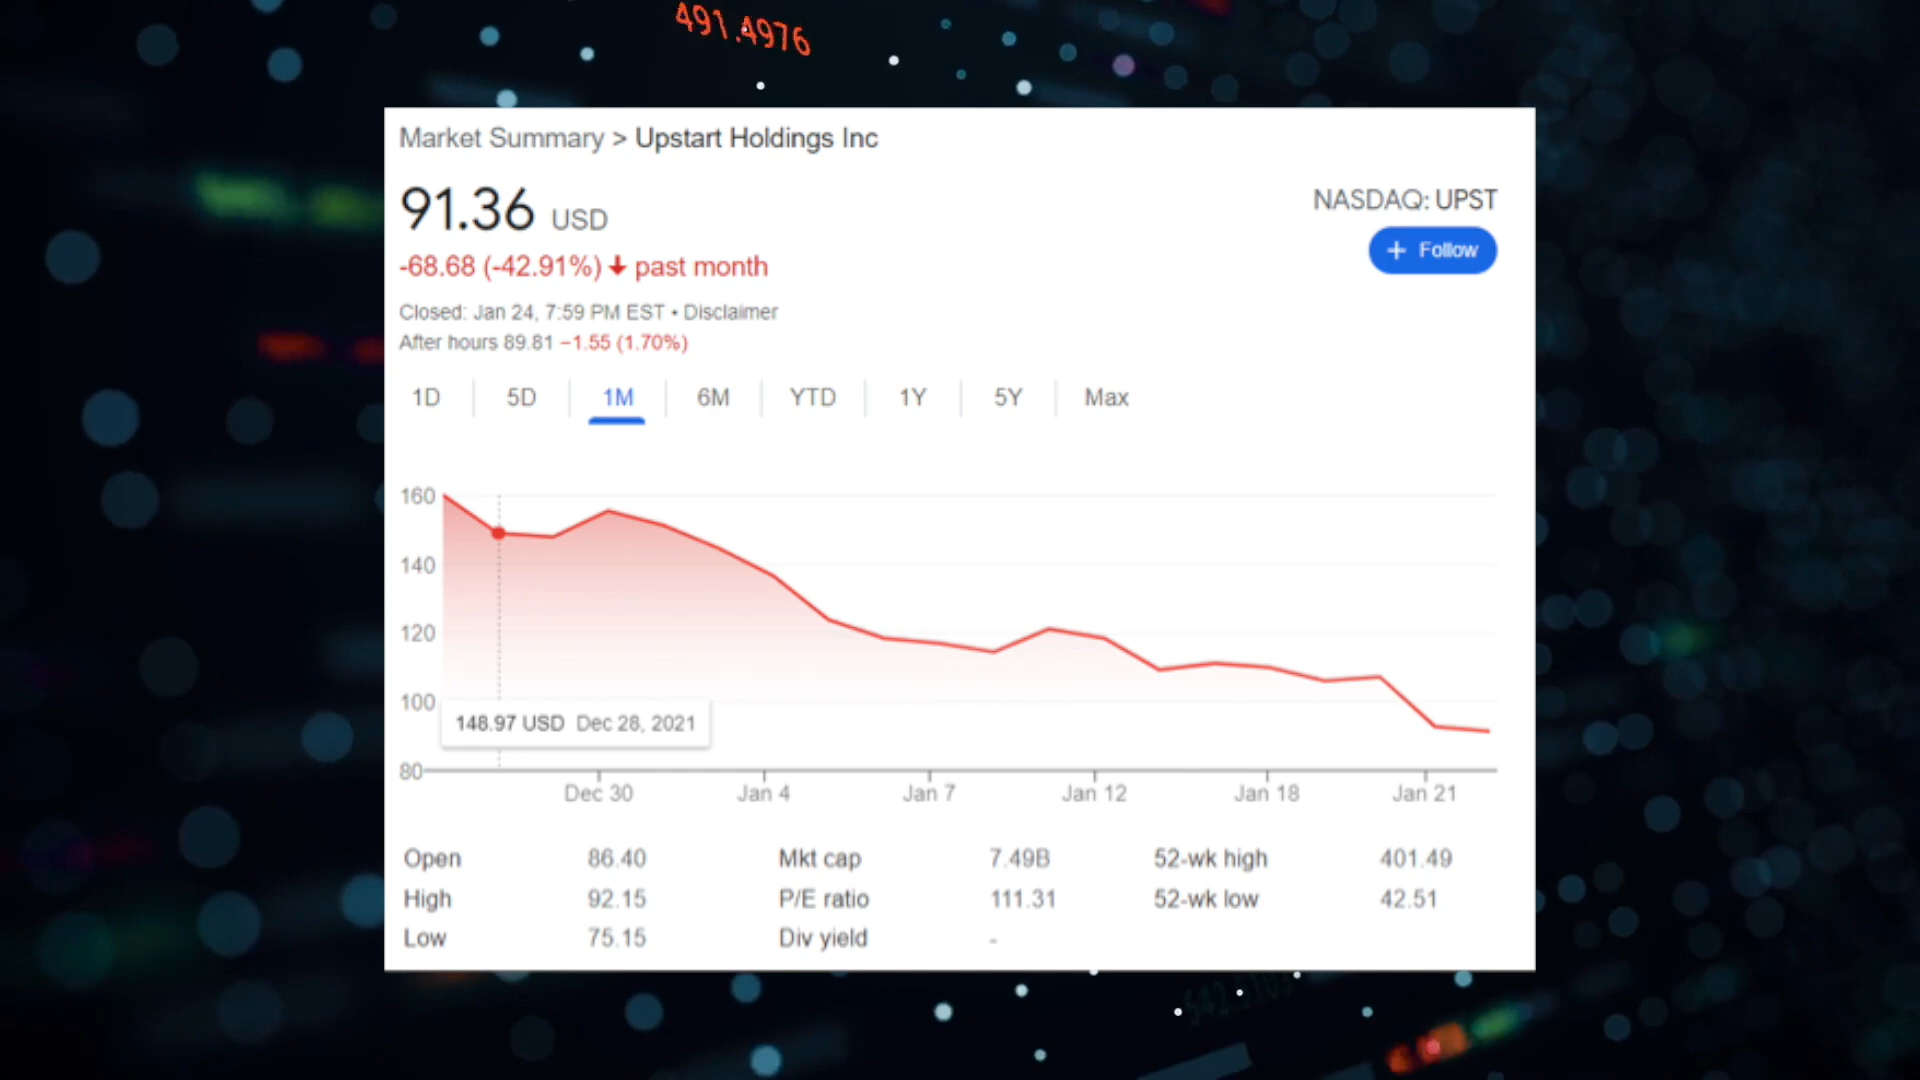 491.4976
Market Summary > Upstart Holdings Inc
91.36 USD
NASDAQ: UPST
-68.68 (-42.91%) ↓ past month
+ Follow
Closed: Jan 24, 7:59 PM EST • Disclaimer
After hours 89.81 −1.55 (1.70%)
1D 5D 1M 6M YTD 1Y 5Y Max
160
140
120
100
148.97 USD Dec 28, 2021
80
Dec 30 Jan 4 Jan 7 Jan 12 Jan 18 Jan 21
Open 86.40 Mkt cap 7.49B 52-wk high 401.49
High 92.15 P/E ratio 111.31 52-wk low 42.51
Low 75.15 Div yield -